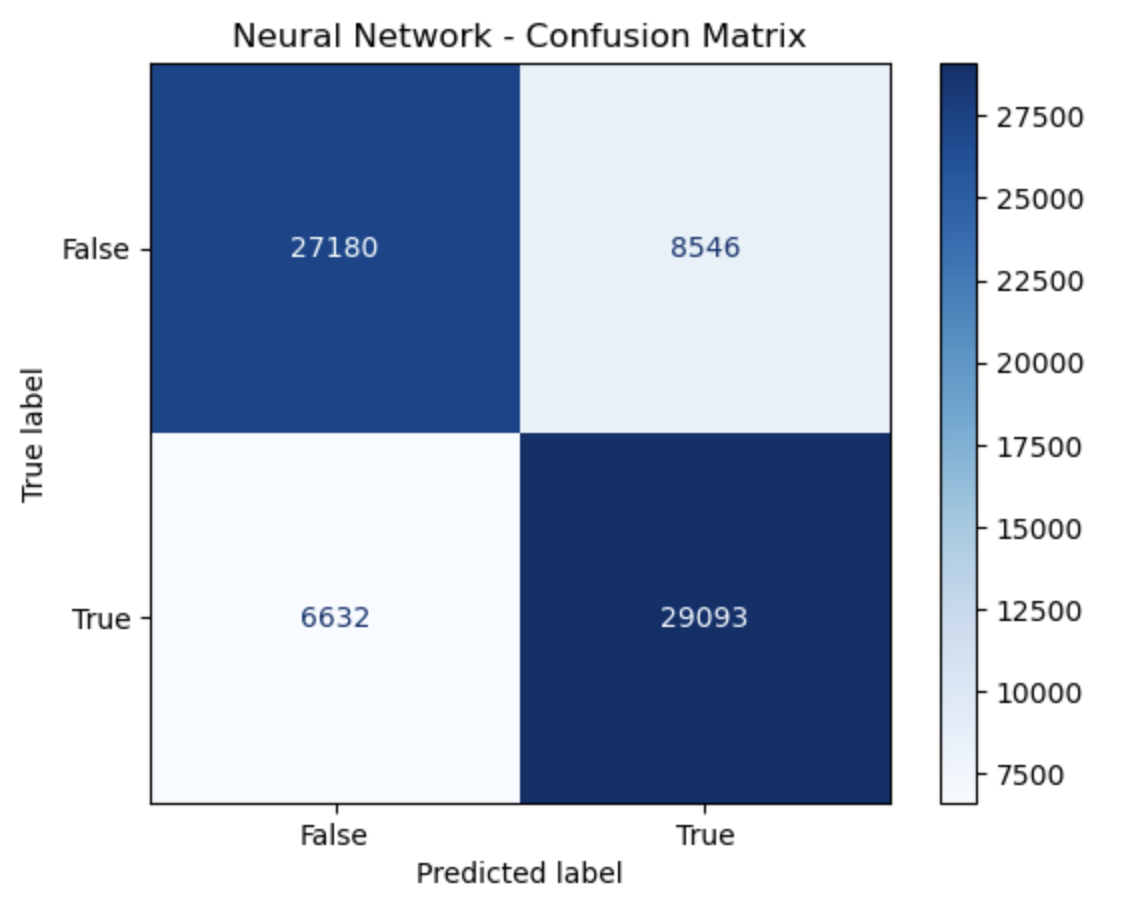 Neural Network - Confusion Matrix
27180
8546
6632
29093
False
True
True label
False
True
Predicted label
27500
25000
22500
20000
17500
15000
12500
10000
7500